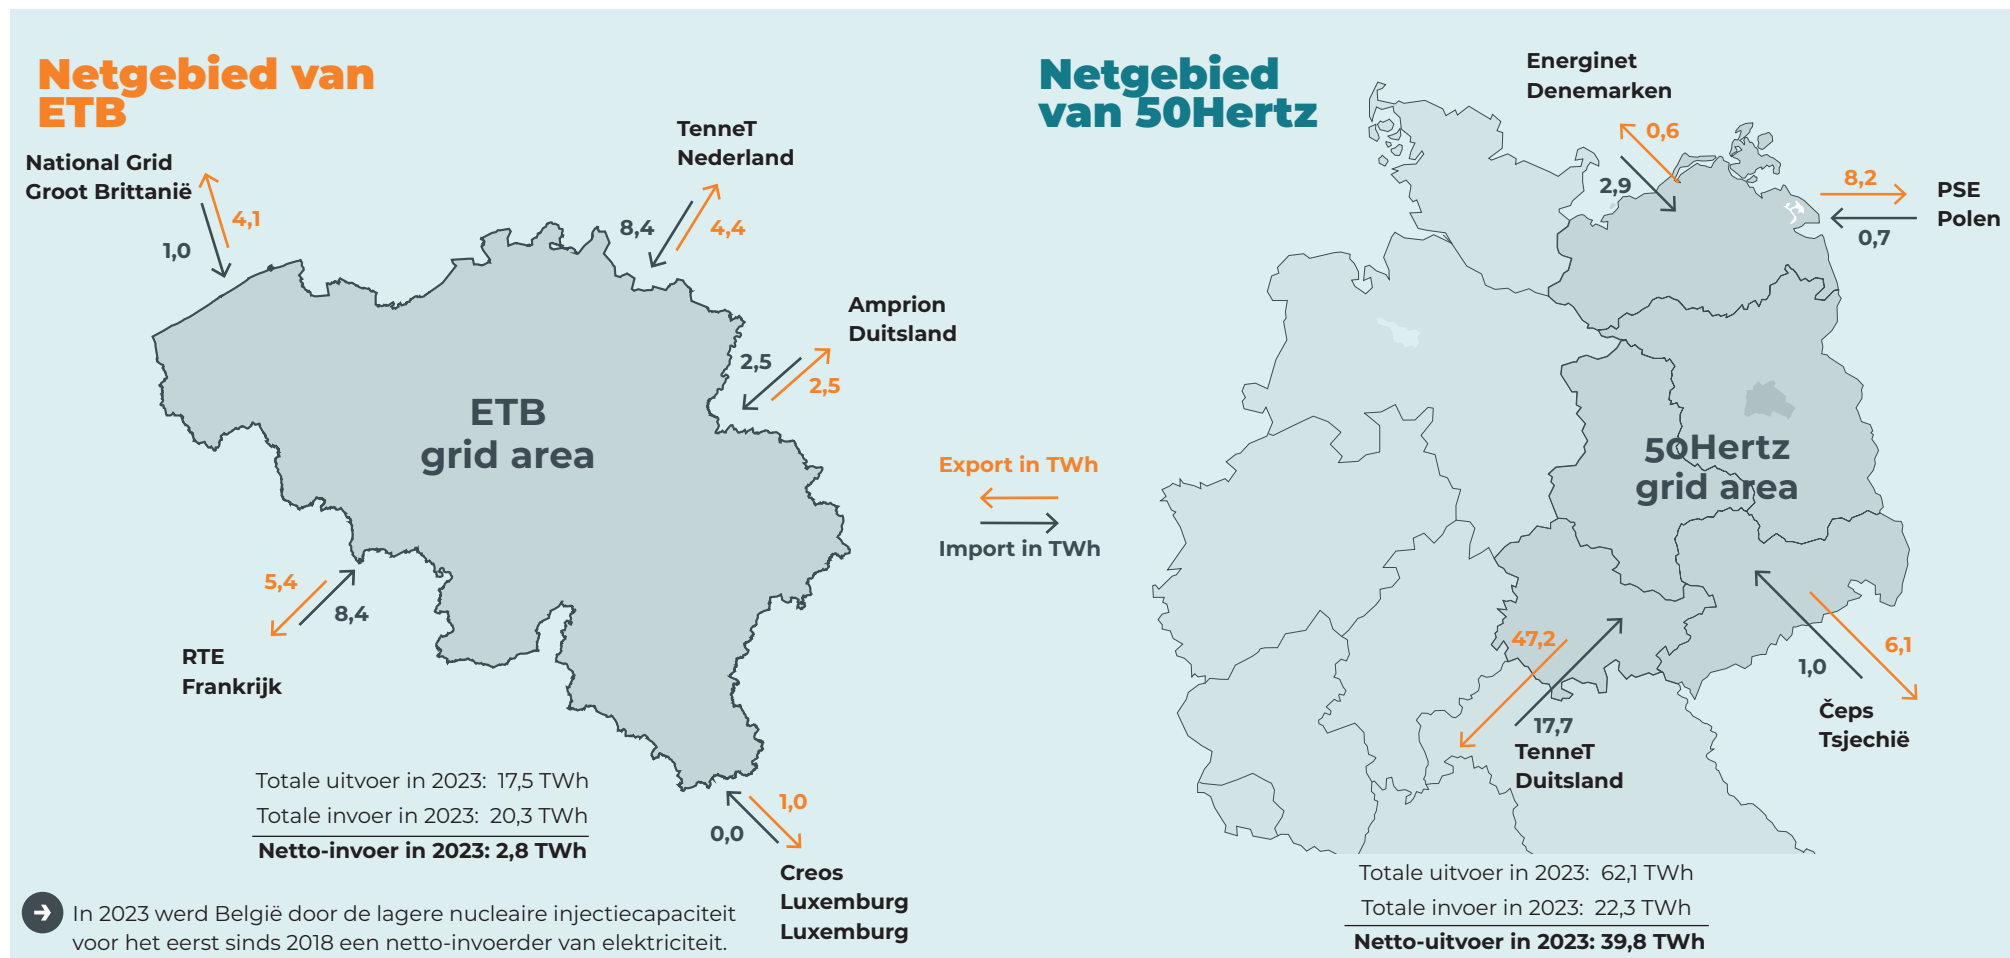 Netgebied van
ETB
National Grid
Groot Brittanië
4,1
1,0
TenneT
Nederland
8,4
4,4
Amprion
Duitsland
2,5
2,5
ETB
grid area
5,4
8,4
RTE
Frankrijk
1,0
0,0
Creos
Luxemburg
Luxemburg
Totale uitvoer in 2023: 17,5 TWh
Totale invoer in 2023: 20,3 TWh
Netto-invoer in 2023: 2,8 TWh
In 2023 werd België door de lagere nucleaire injectiecapaciteit
voor het eerst sinds 2018 een netto-invoerder van elektriciteit.
Export in TWh
Import in TWh
Netgebied
van 50Hertz
Energinet
Denemarken
0,6
2,9
8,2
0,7
PSE
Polen
50Hertz
grid area
47,2
17,7
TenneT
Duitsland
6,1
1,0
Čeps
Tsjechië
Totale uitvoer in 2023: 62,1 TWh
Totale invoer in 2023: 22,3 TWh
Netto-uitvoer in 2023: 39,8 TWh